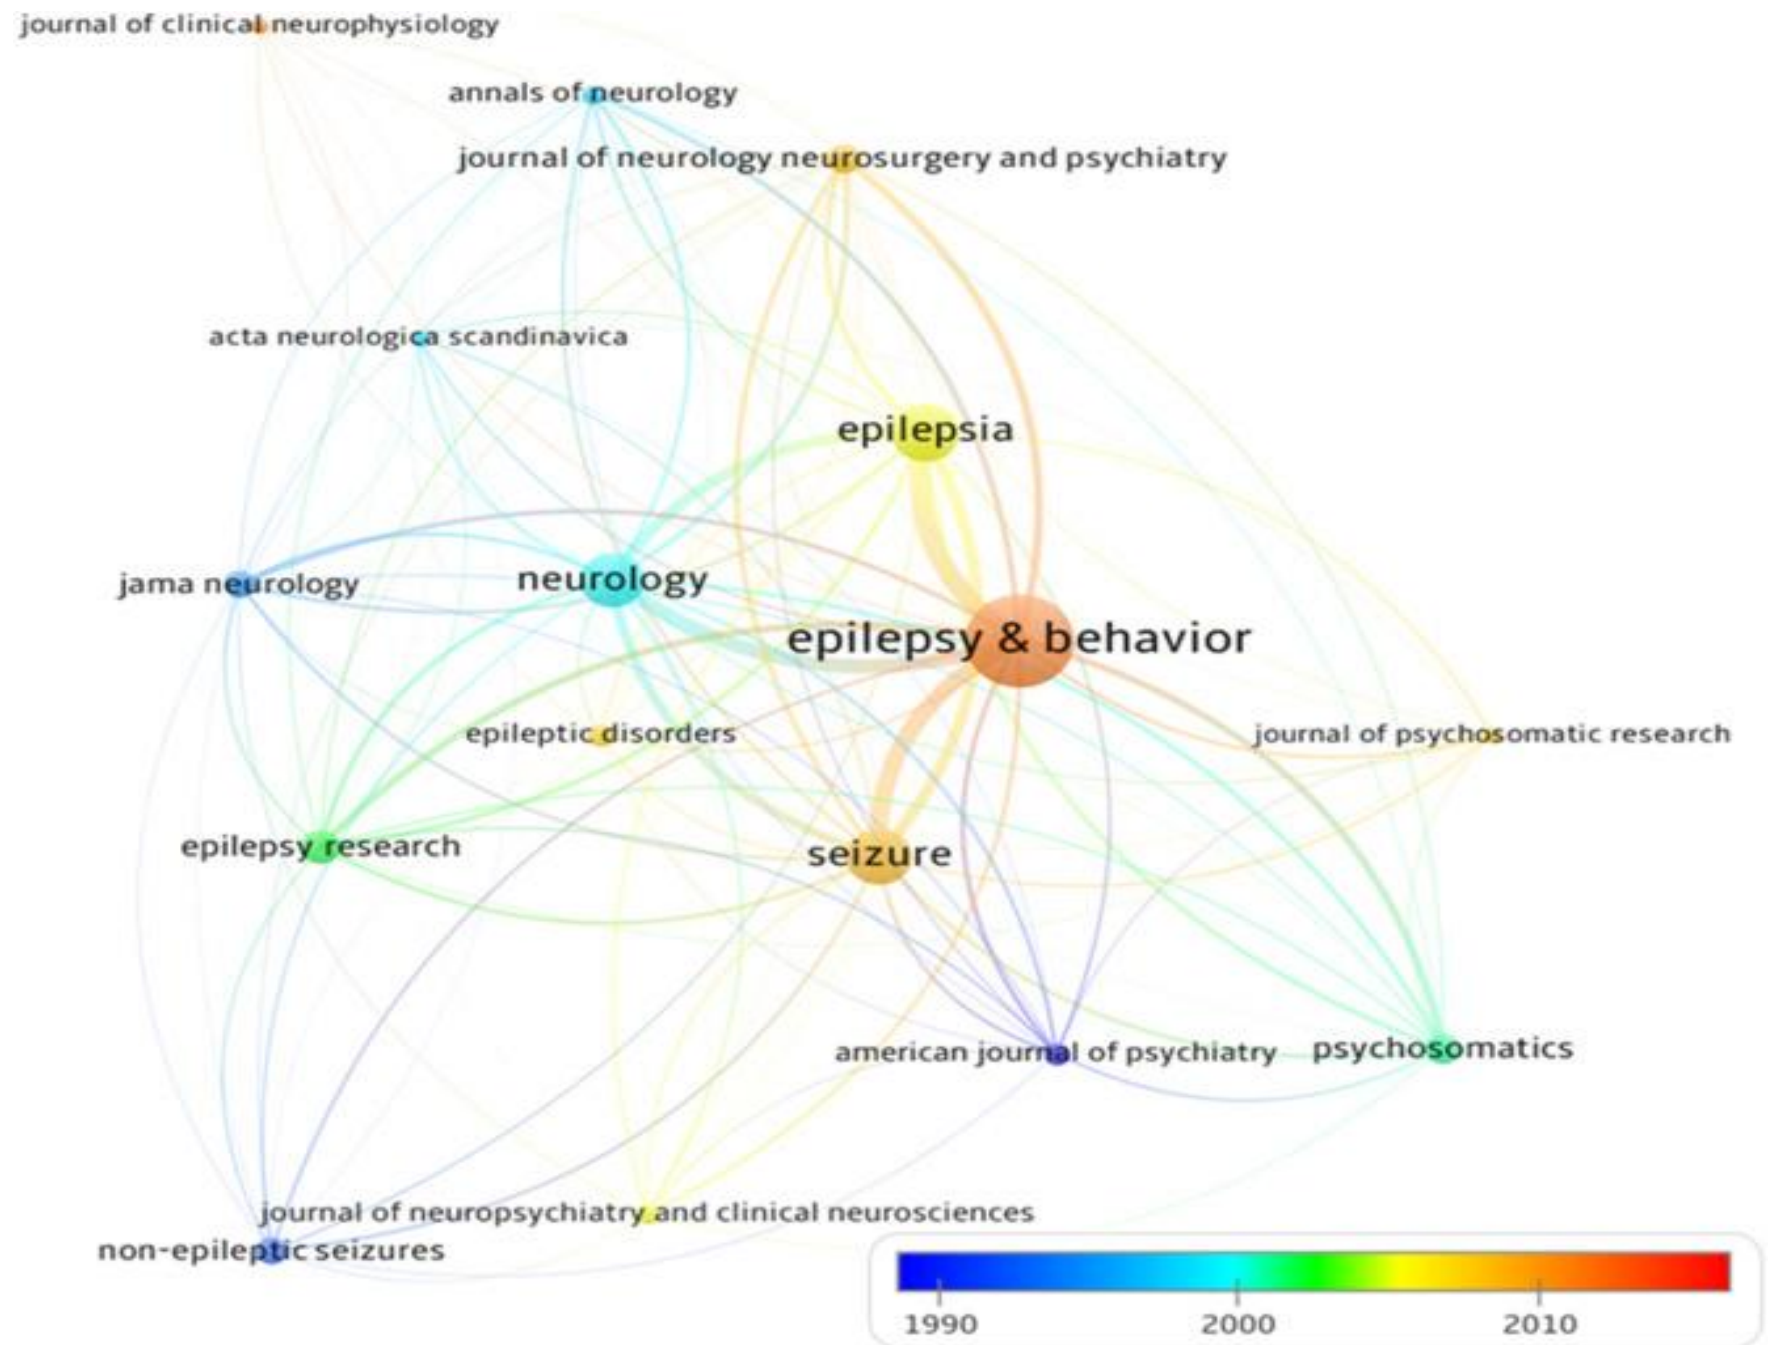 journal of clinical neurophysiology
annals of neurology
journal of neurology neurosurgery and psychiatry
acta neurologica scandinavica
epilepsia
jama neurology
neurology
epilepsy & behavior
epileptic disorders
journal of psychosomatic research
epilepsy research
seizure
american journal of psychiatry
psychosomatics
journal of neuropsychiatry and clinical neurosciences
non-epileptic seizures
1990
2000
2010